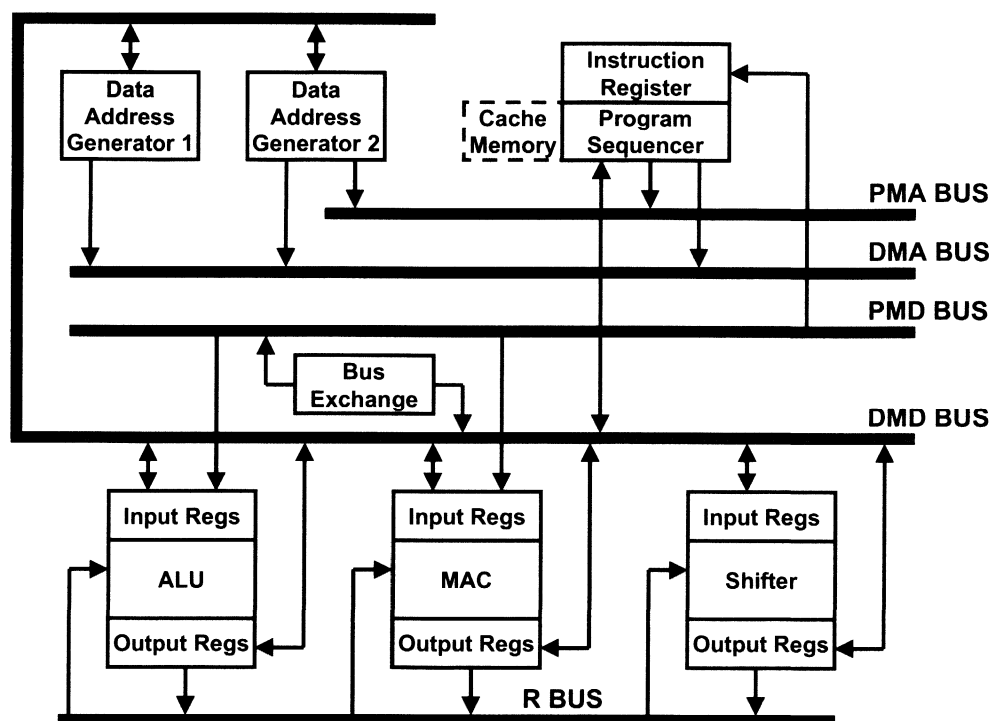 Data
Address
Generator 1
Data
Address
Generator 2
Instruction
Register
Cache
Memory
Program
Sequencer
PMA BUS
DMA BUS
PMD BUS
Bus
Exchange
DMD BUS
Input Regs
ALU
Output Regs
Input Regs
MAC
Output Regs
Input Regs
Shifter
Output Regs
R BUS